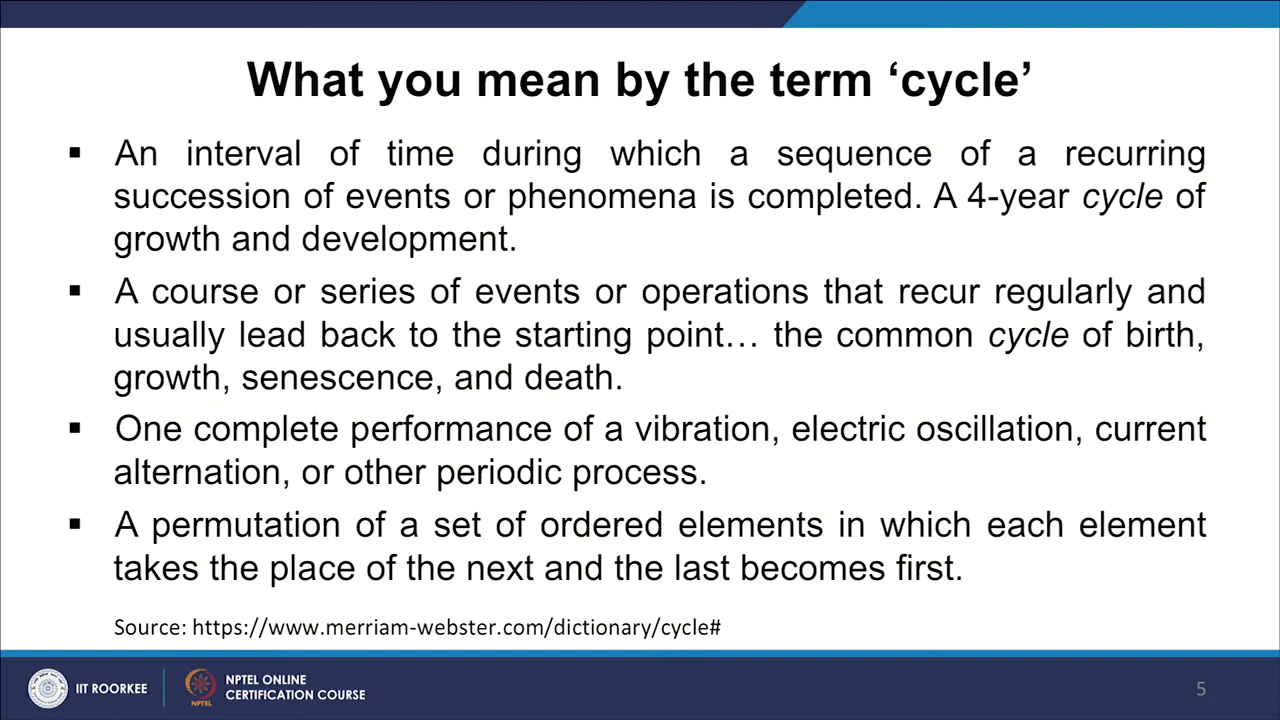 What you mean by the term ‘cycle’
▪ An interval of time during which a sequence of a recurring
succession of events or phenomena is completed. A 4-year cycle of
growth and development.
▪ A course or series of events or operations that recur regularly and
usually lead back to the starting point… the common cycle of birth,
growth, senescence, and death.
▪ One complete performance of a vibration, electric oscillation, current
alternation, or other periodic process.
▪ A permutation of a set of ordered elements in which each element
takes the place of the next and the last becomes first.
Source: https://www.merriam-webster.com/dictionary/cycle#
IIT ROORKEE
NPTEL
NPTEL ONLINE
CERTIFICATION COURSE
5